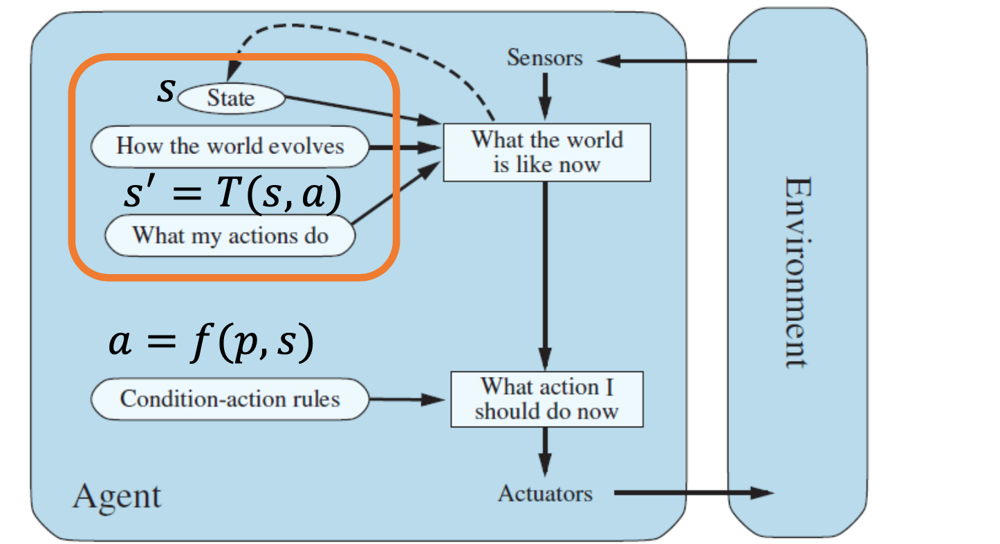 Sensors
s
State
How the world evolves
What the world
is like now
s′ = T(s, a)
What my actions do
a = f(p, s)
Condition-action rules
What action I
should do now
Agent
Actuators
Environment